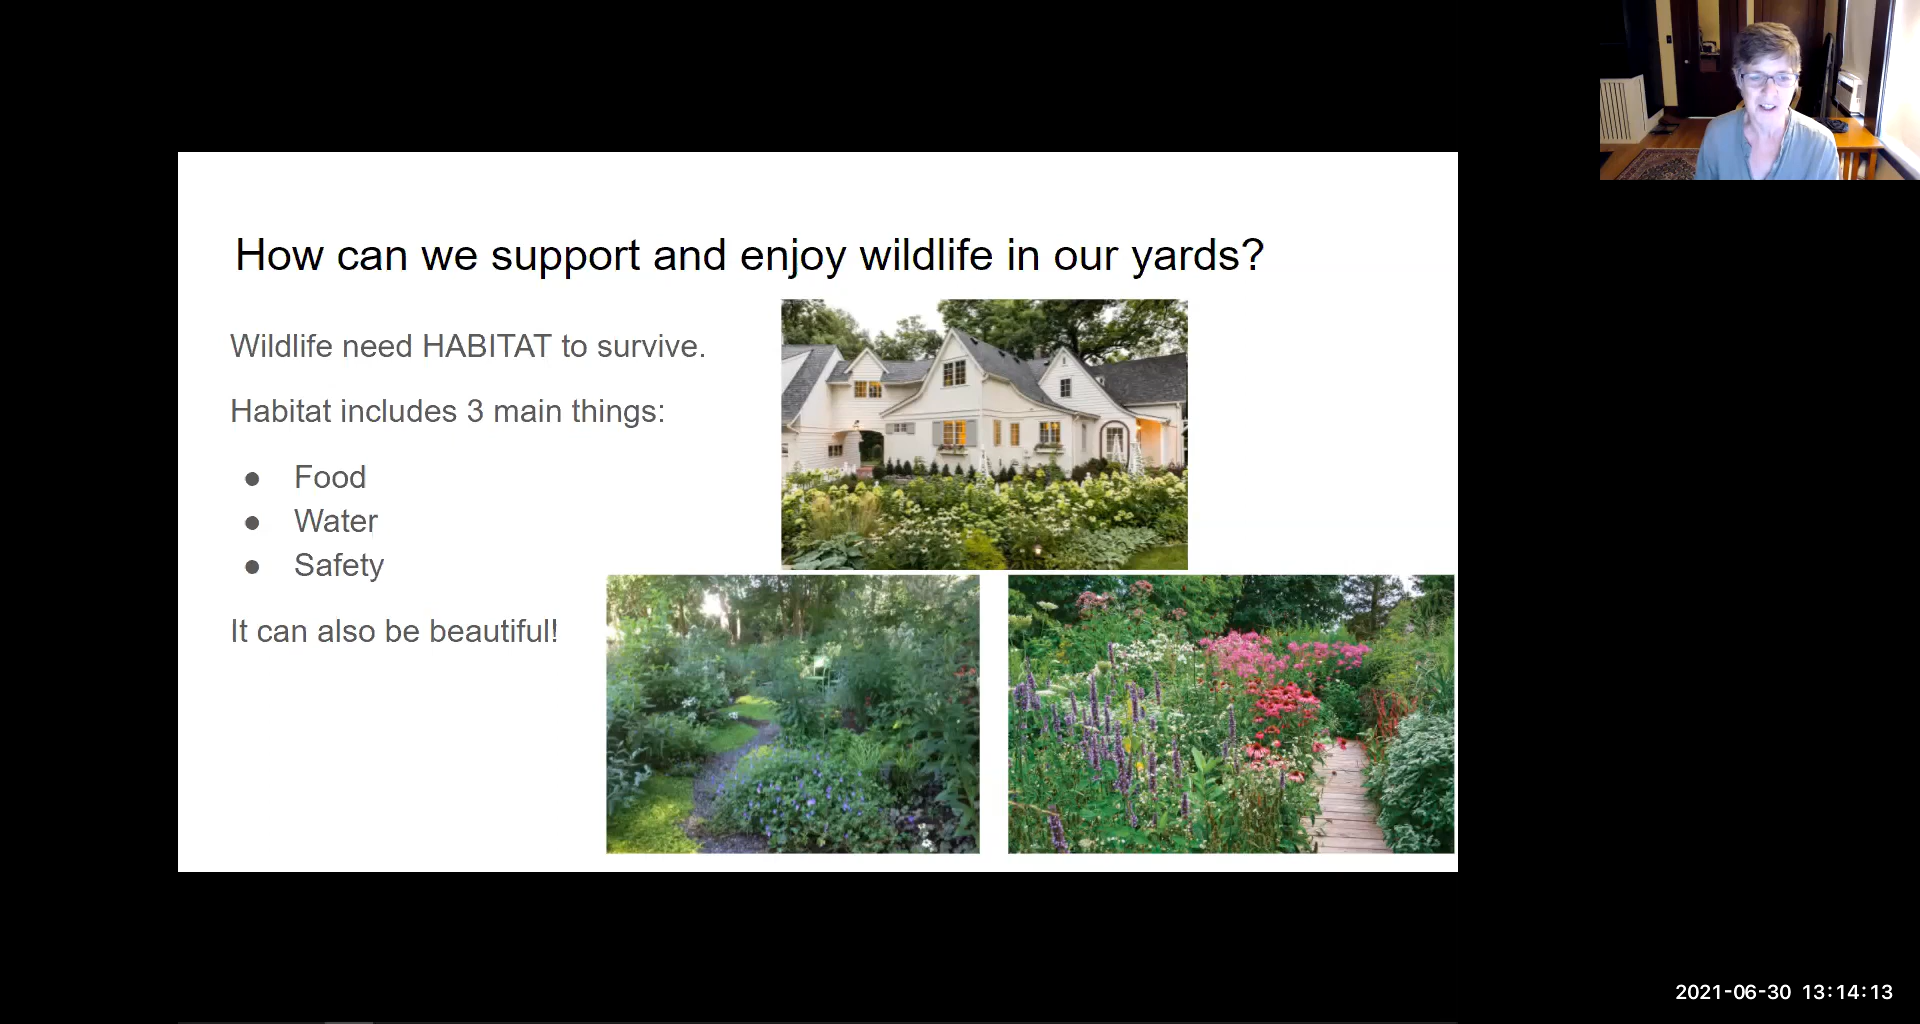 How can we support and enjoy wildlife in our yards?
Wildlife need HABITAT to survive.
Habitat includes 3 main things:
● Food
● Water
● Safety
It can also be beautiful!
2021-06-30 13:14:13